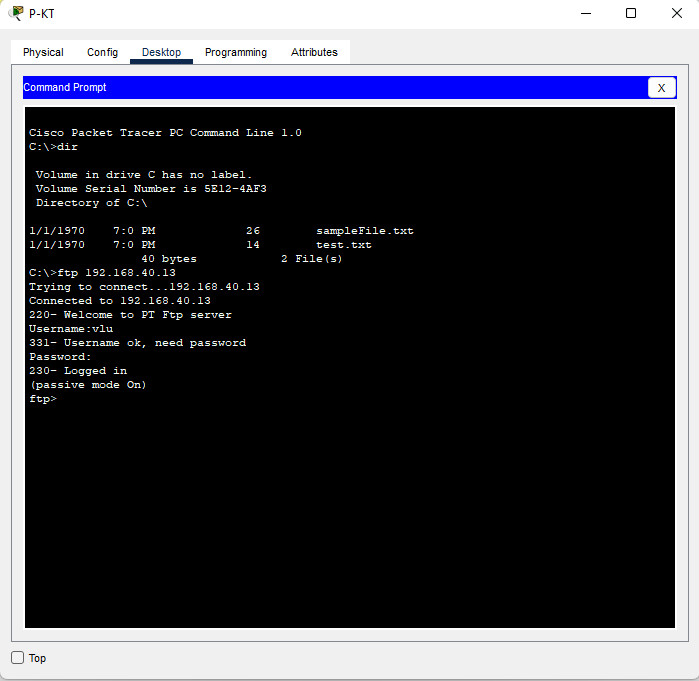 P-KT
Physical Config Desktop Programming Attributes
Command Prompt X
Cisco Packet Tracer PC Command Line 1.0
C:\>dir
Volume in drive C has no label.
Volume Serial Number is 5E12-4AF3
Directory of C:\
1/1/1970 7:0 PM 26 sampleFile.txt
1/1/1970 7:0 PM 14 test.txt
40 bytes 2 File(s)
C:\>ftp 192.168.40.13
Trying to connect...192.168.40.13
Connected to 192.168.40.13
220- Welcome to PT Ftp server
Username:vlu
331- Username ok, need password
Password:
230- Logged in
(passive mode On)
ftp>
Top